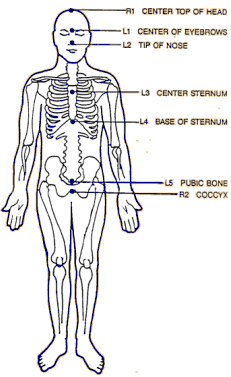 R1 CENTER TOP OF HEAD
L1 CENTER OF EYEBROWS
L2 TIP OF NOSE
L3 CENTER STERNUM
L4 BASE OF STERNUM
L5 PUBIC BONE
R2 COCCYX